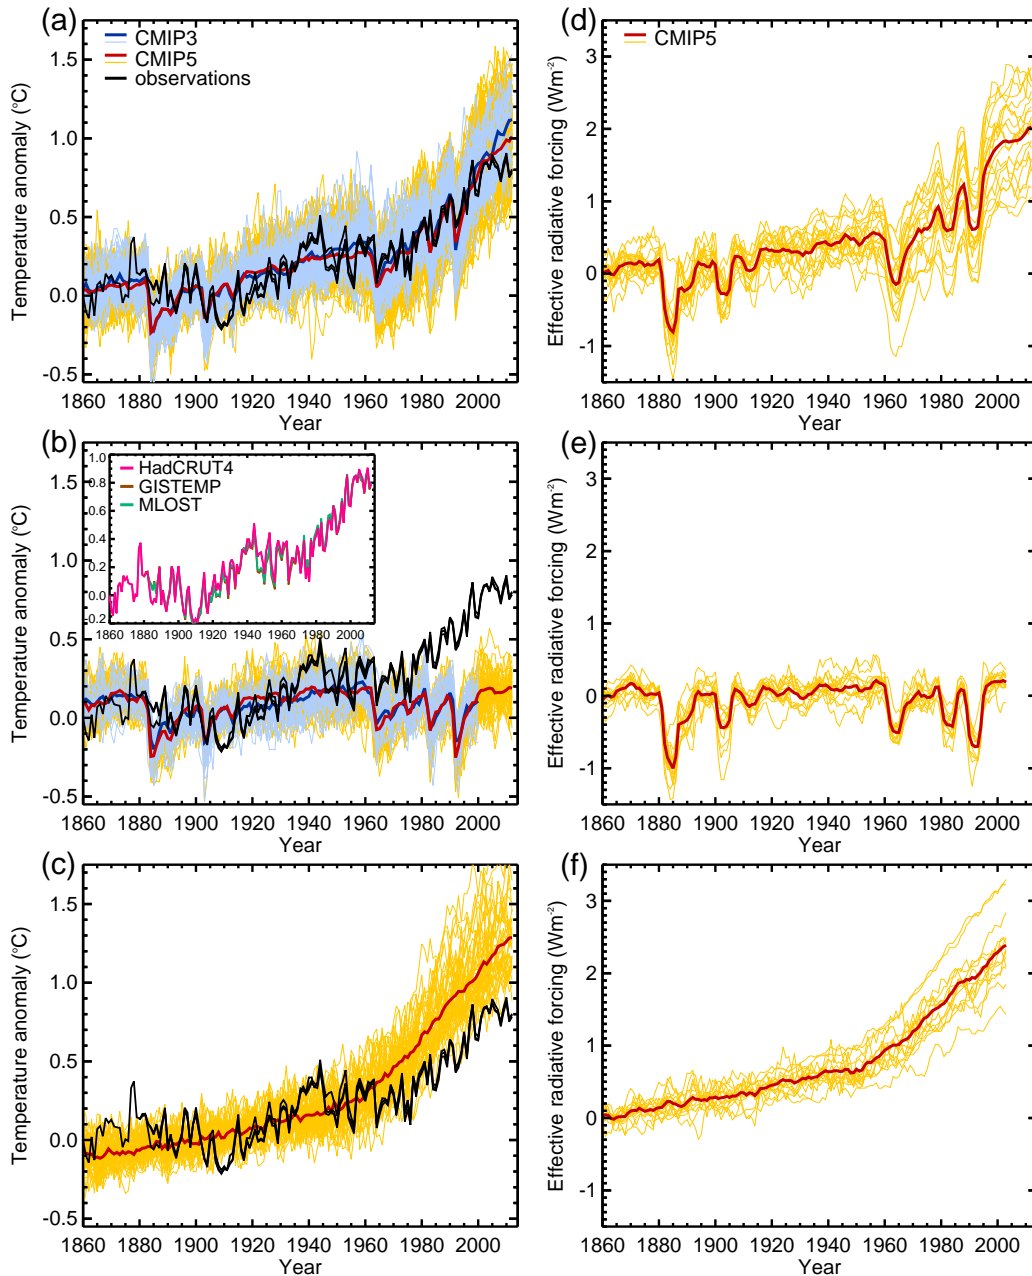 (a)
CMIP3
CMIP5
observations
Temperature anomaly (°C)
1.5
1.0
0.5
0.0
-0.5
1860 1880 1900 1920 1940 1960 1980 2000
Year
(d)
CMIP5
Effective radiative forcing (Wm-2)
3
2
1
0
-1
1860 1880 1900 1920 1940 1960 1980 2000
Year
(b)
HadCRUT4
GISTEMP
MLOST
1.0
0.8
0.6
0.4
0.2
0.0
-0.2
1860 1880 1900 1920 1940 1960 1980 2000
Temperature anomaly (°C)
1.5
1.0
0.5
0.0
-0.5
1860 1880 1900 1920 1940 1960 1980 2000
Year
(e)
Effective radiative forcing (Wm-2)
3
2
1
0
-1
1860 1880 1900 1920 1940 1960 1980 2000
Year
(c)
Temperature anomaly (°C)
1.5
1.0
0.5
0.0
-0.5
1860 1880 1900 1920 1940 1960 1980 2000
Year
(f)
Effective radiative forcing (Wm-2)
3
2
1
0
-1
1860 1880 1900 1920 1940 1960 1980 2000
Year